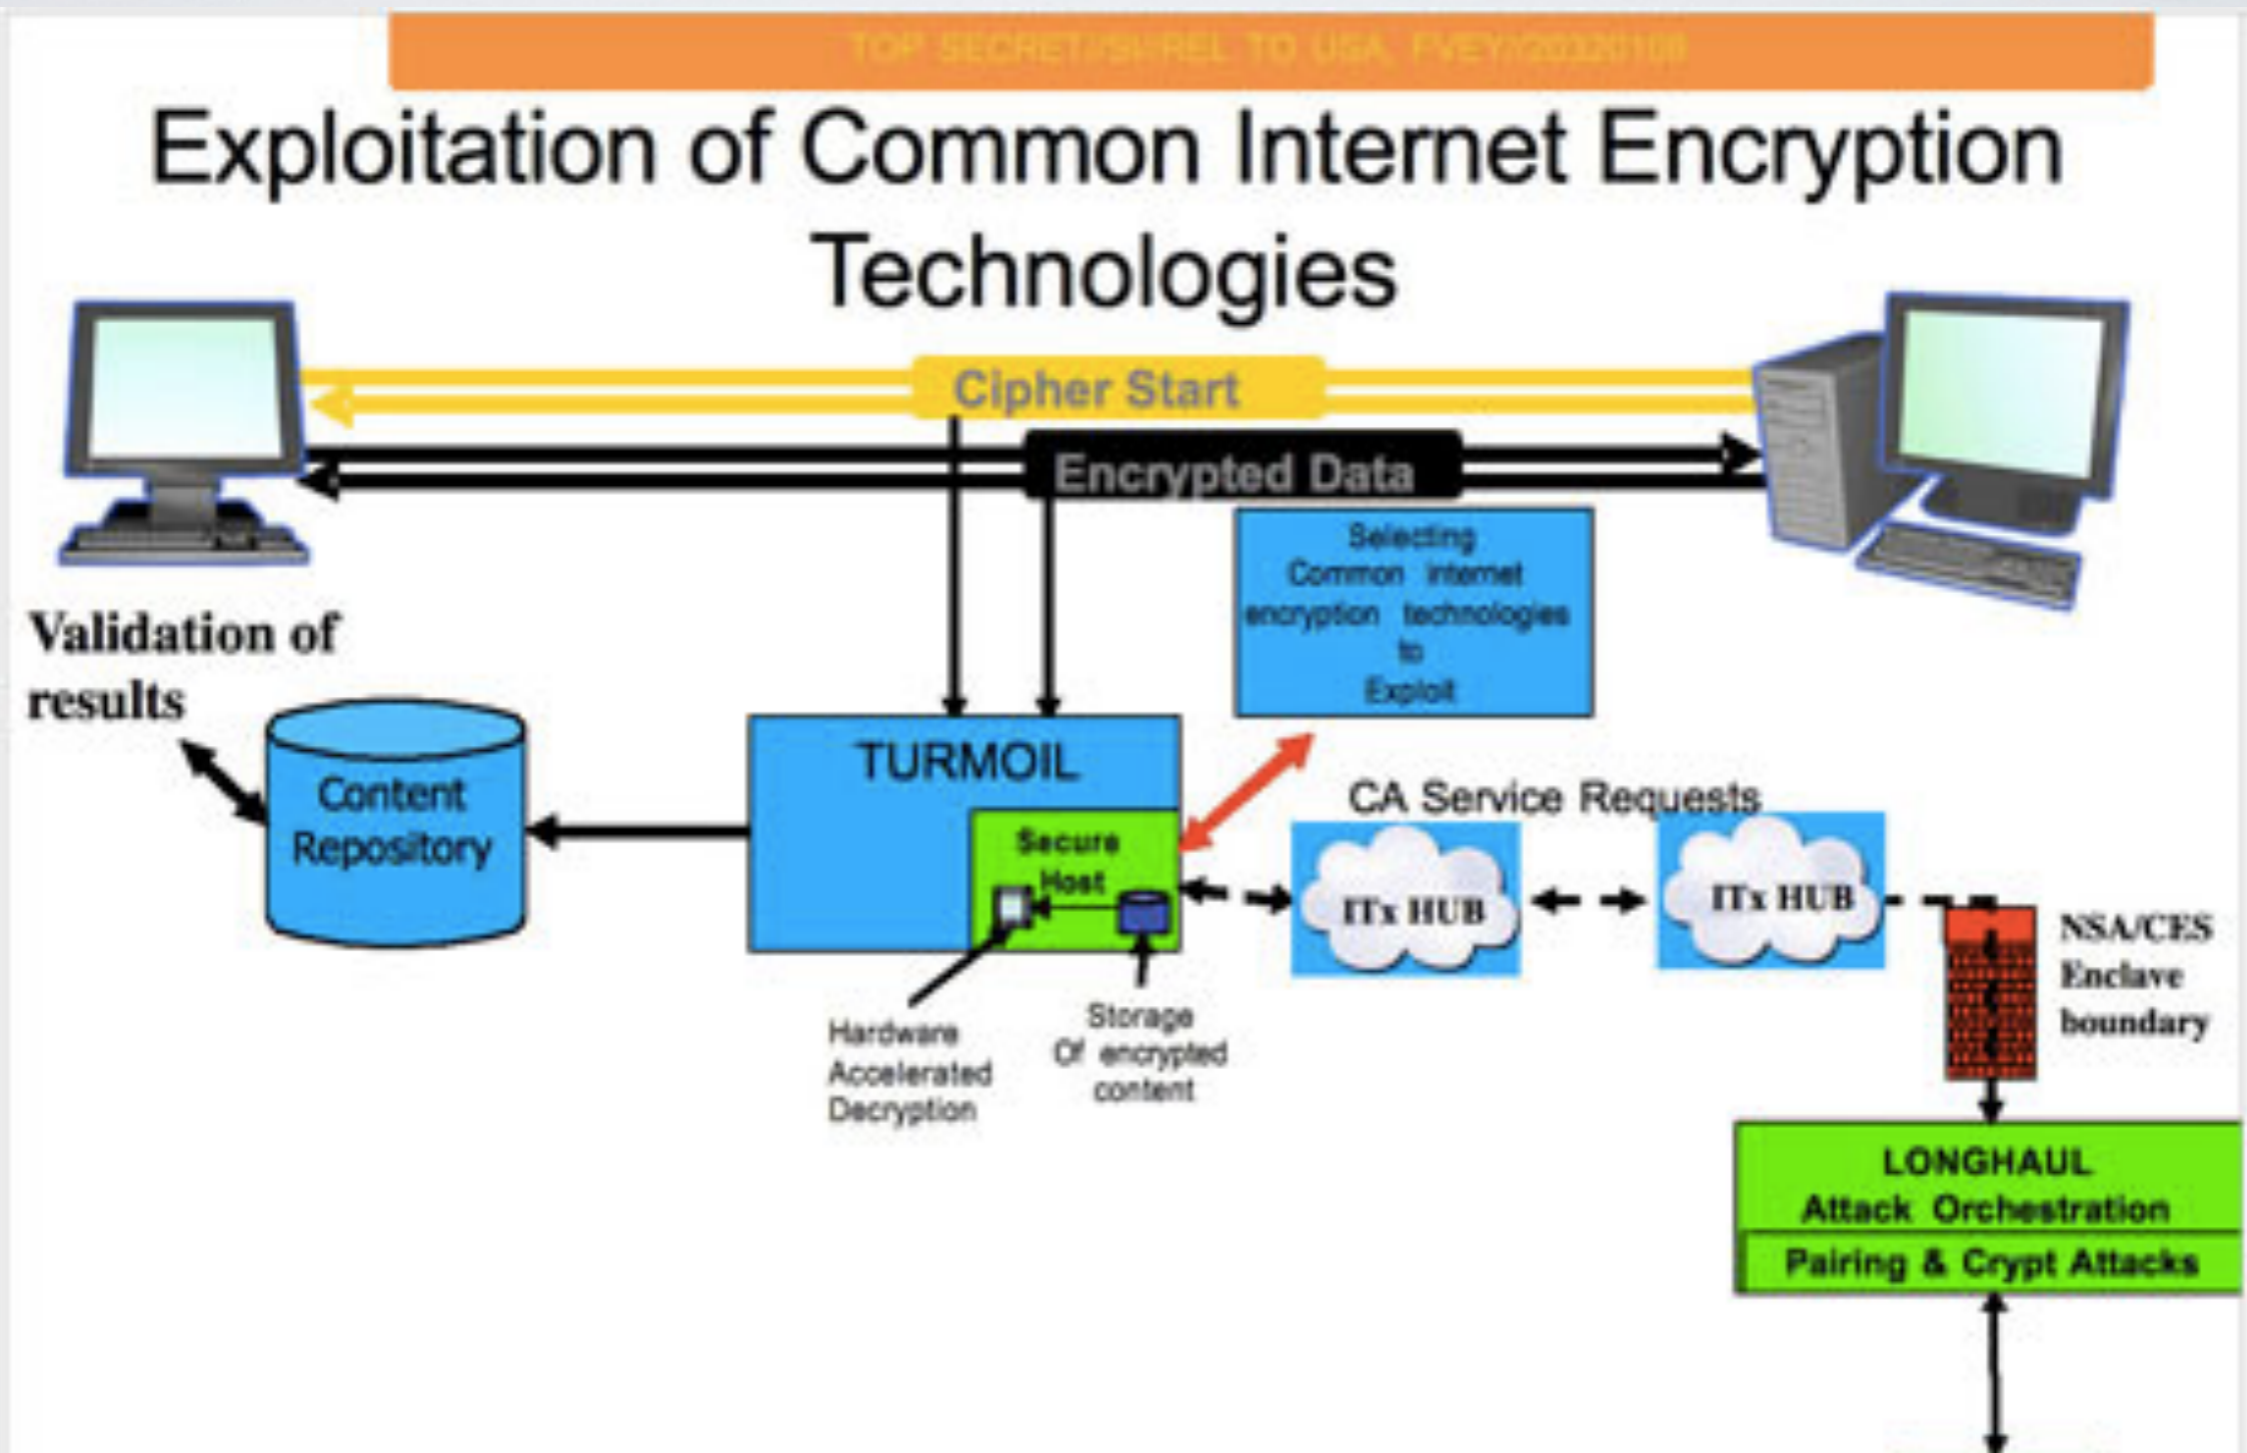 TOP SECRET//SI//REL TO USA, FVEY//20320108
Exploitation of Common Internet Encryption
Technologies
Cipher Start
Encrypted Data
Selecting
Common internet
encryption technologies
to
Exploit
Validation of
results
Content
Repository
TURMOIL
Secure
Host
CA Service Requests
ITx HUB
ITx HUB
NSA/CES
Enclave
boundary
Hardware
Accelerated
Decryption
Storage
Of encrypted
content
LONGHAUL
Attack Orchestration
Pairing & Crypt Attacks